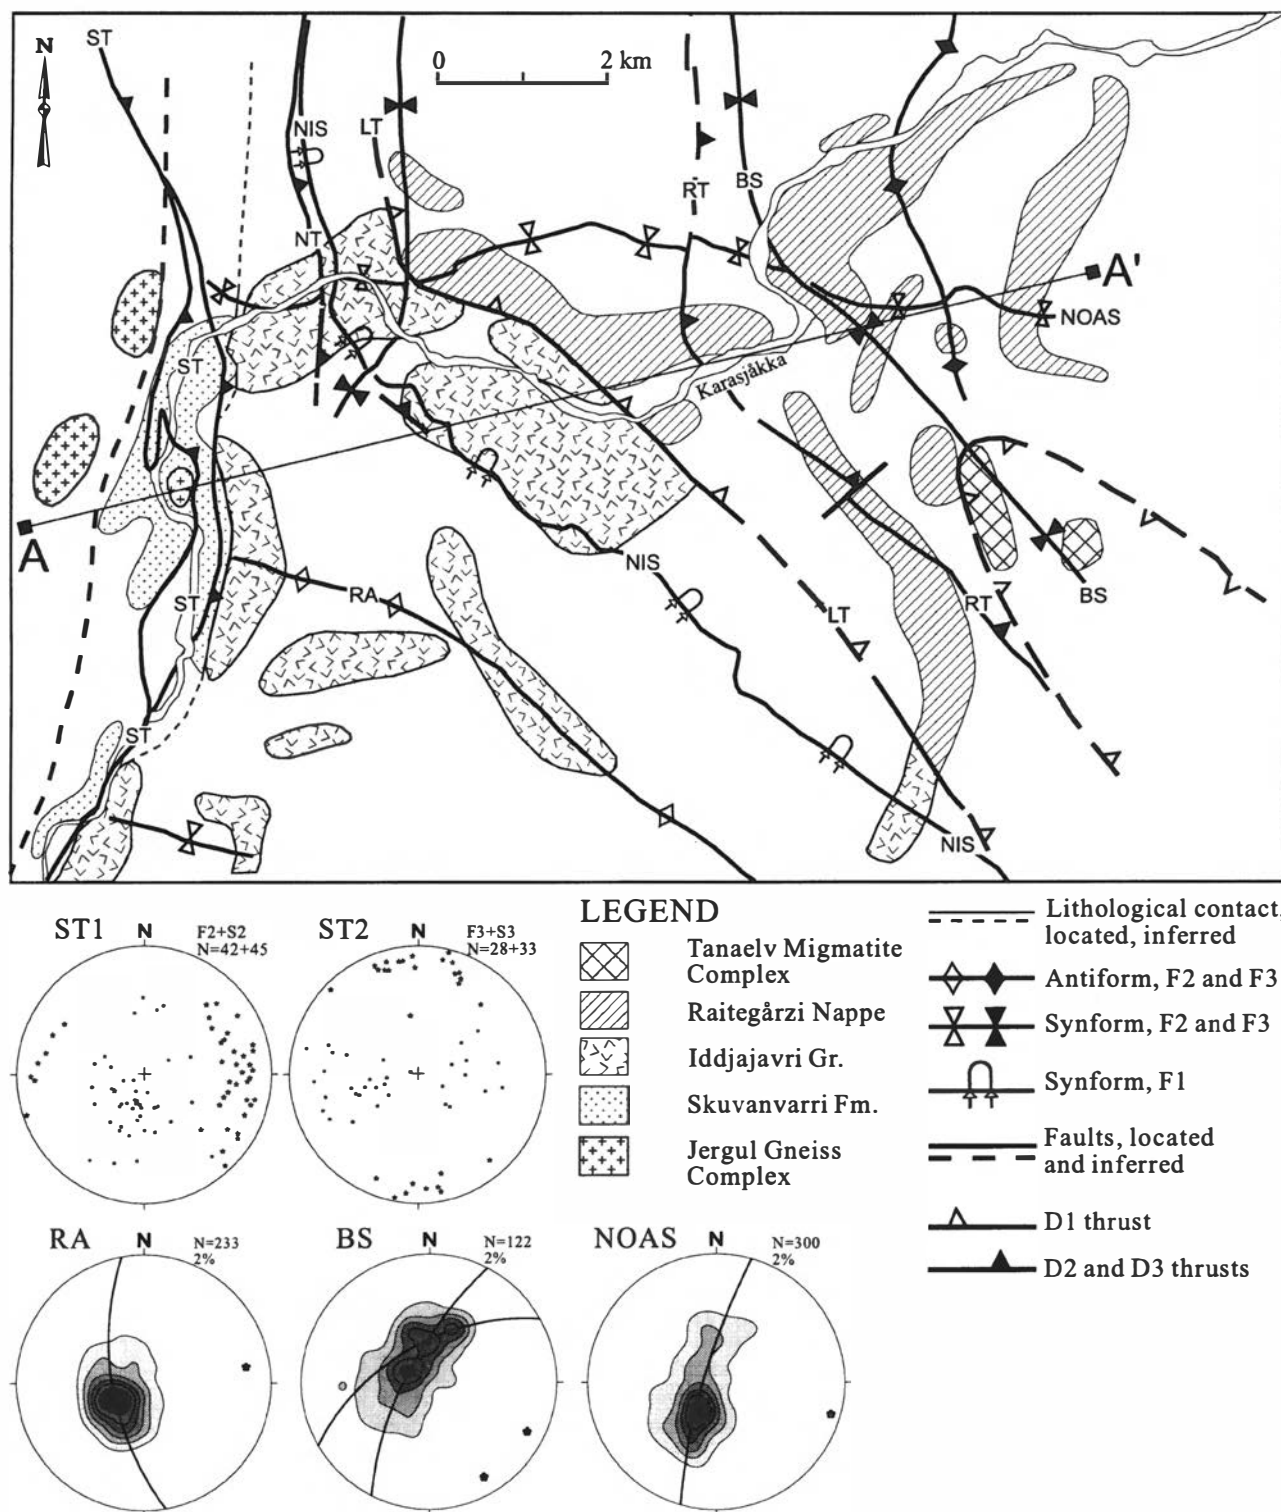 ST
N
0 2 km
NIS
LT
RT
BS
NT
A'
NOAS
ST
Karasjåkka
A
NIS
RA
ST
LT
RT
BS
ST
NIS
ST1
N
F2+S2
N=42+45
ST2
N
F3+S3
N=28+33
RA
N
N=233
2%
BS
N
N=122
2%
NOAS
N
N=300
2%
LEGEND
Tanaelv Migmatite
Complex
Raitegårzi Nappe
Iddjajavri Gr.
Skuvanvarri Fm.
Jergul Gneiss
Complex
Lithological contact,
located, inferred
Antiform, F2 and F3
Synform, F2 and F3
Synform, F1
Faults, located
and inferred
D1 thrust
D2 and D3 thrusts